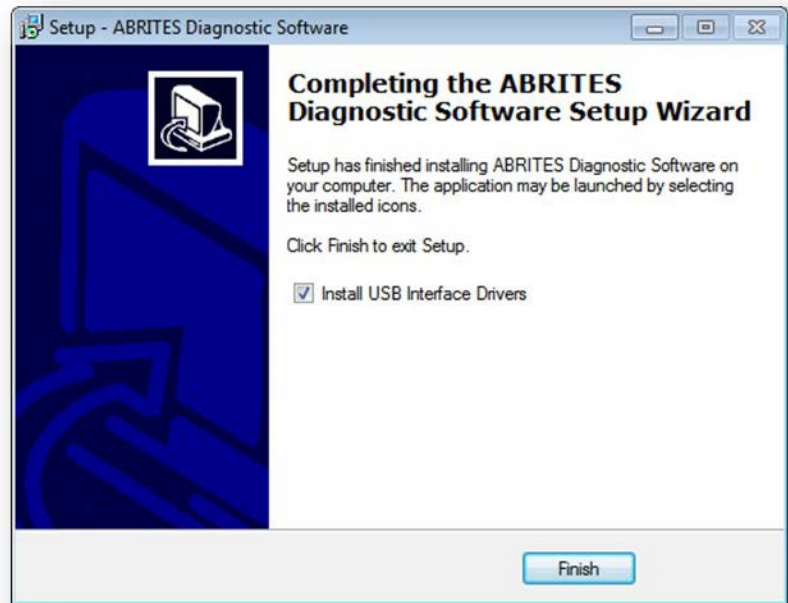 Setup - ABRITES Diagnostic Software
Completing the ABRITES
Diagnostic Software Setup Wizard
Setup has finished installing ABRITES Diagnostic Software on
your computer. The application may be launched by selecting
the installed icons.
Click Finish to exit Setup.
Install USB Interface Drivers
Finish